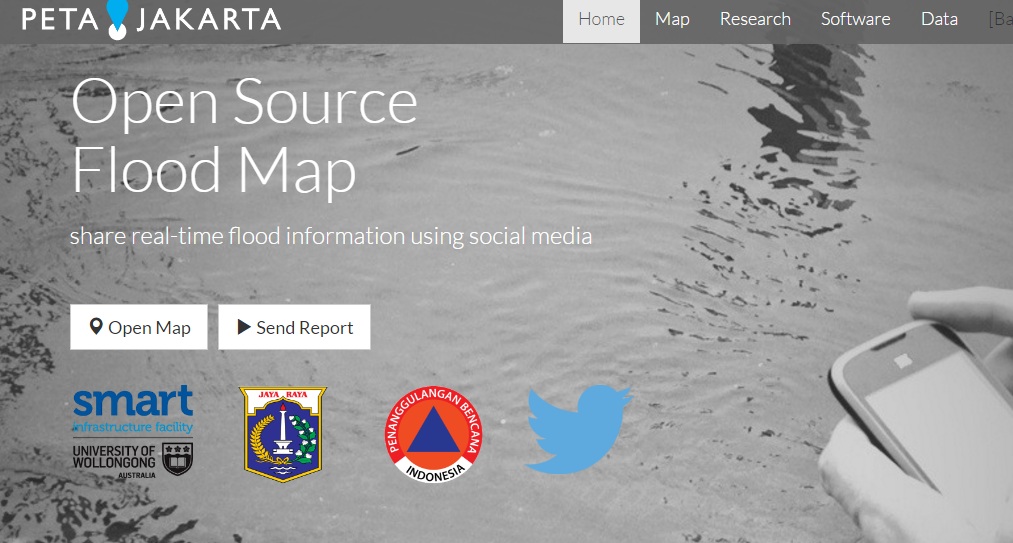 PETA JAKARTA
Home Map Research Software Data [Ba
Open Source
Flood Map
share real-time flood information using social media
Open Map Send Report
smart
infrastructure facility
UNIVERSITY OF
WOLLONGONG
AUSTRALIA
JAYA RAYA
PENANGGULANGAN BENCANA
INDONESIA